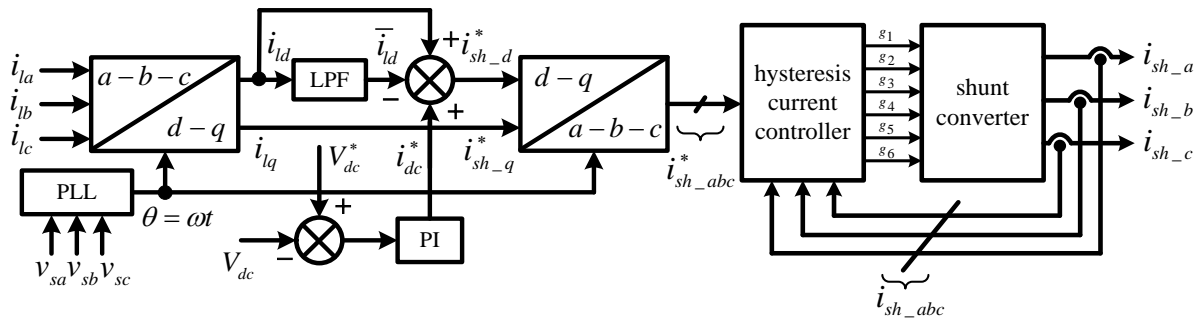 i_la
i_lb
i_lc
a-b-c
d-q
i_ld
LPF
i̅_ld
+
−
+
i*_sh_d
i_lq
i*_dc
i*_sh_q
d-q
a-b-c
i*_sh_abc
hysteresis
current
controller
g1
g2
g3
g4
g5
g6
shunt
converter
i_sh_a
i_sh_b
i_sh_c
PLL
θ = ωt
v_sa v_sb v_sc
V*_dc
+
−
V_dc
PI
i_sh_abc